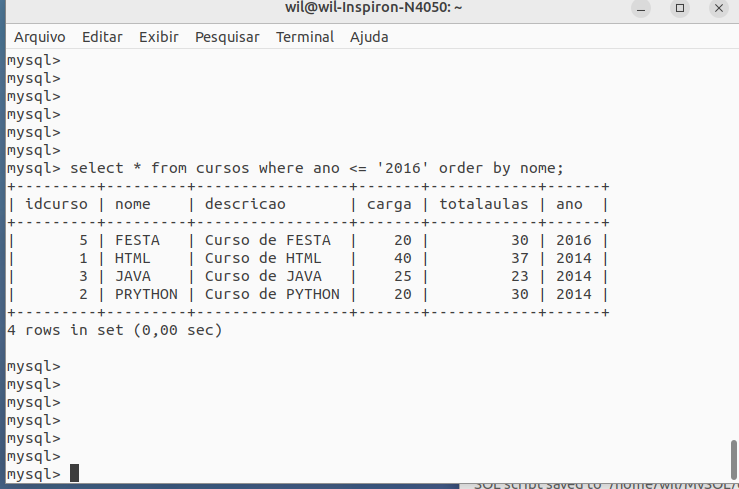 wil@wil-Inspiron-N4050: ~
Arquivo Editar Exibir Pesquisar Terminal Ajuda
mysql>
mysql>
mysql>
mysql>
mysql>
mysql>
mysql> select * from cursos where ano <= '2016' order by nome;
+---------+---------+-----------------+-------+------------+------+
| idcurso | nome    | descricao       | carga | totalaulas | ano  |
+---------+---------+-----------------+-------+------------+------+
|       5 | FESTA   | Curso de FESTA  |    20 |         30 | 2016 |
|       1 | HTML    | Curso de HTML   |    40 |         37 | 2014 |
|       3 | JAVA    | Curso de JAVA   |    25 |         23 | 2014 |
|       2 | PRYTHON | Curso de PYTHON |    20 |         30 | 2014 |
+---------+---------+-----------------+-------+------------+------+
4 rows in set (0,00 sec)
mysql>
mysql>
mysql>
mysql>
mysql>
mysql>
mysql>
SQL script saved to '/home/wil/MySQL/